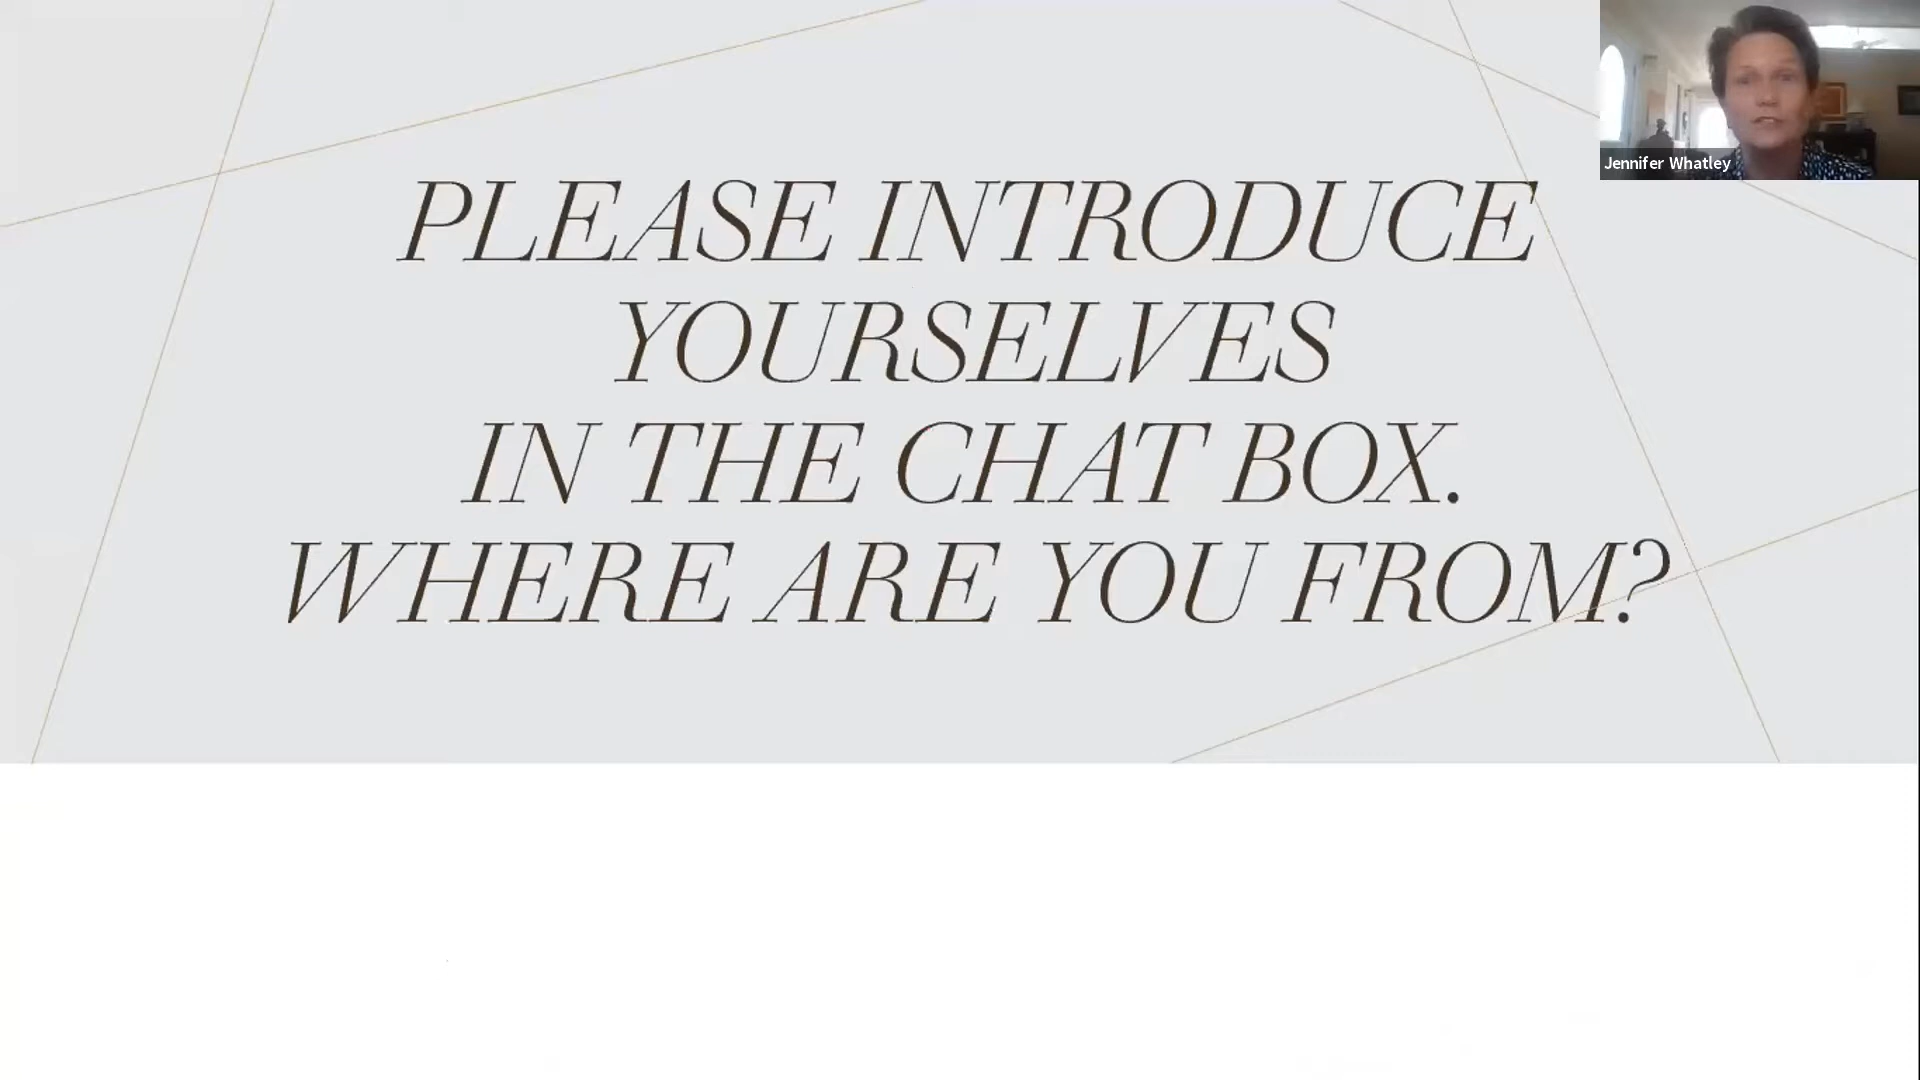 PLEASE INTRODUCE
YOURSELVES
IN THE CHAT BOX.
WHERE ARE YOU FROM?
Jennifer Whatley